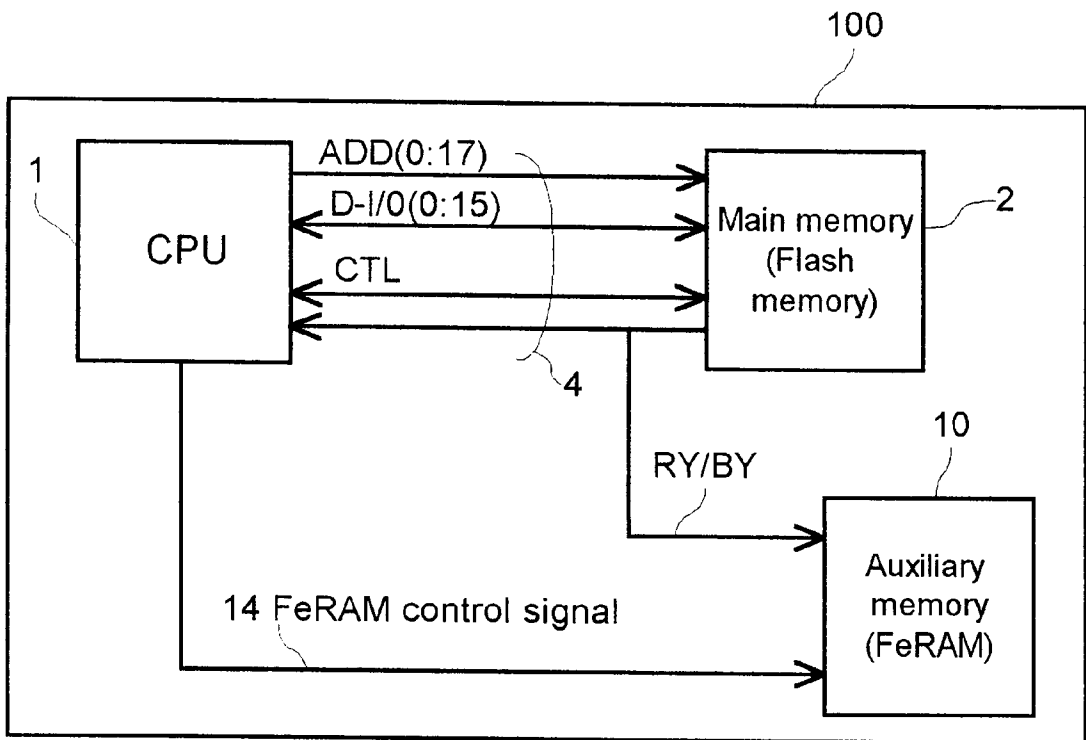 100
1
CPU
ADD(0:17)
D-I/0(0:15)
CTL
4
Main memory
(Flash
memory)
2
RY/BY
10
Auxiliary
memory
(FeRAM)
14 FeRAM control signal